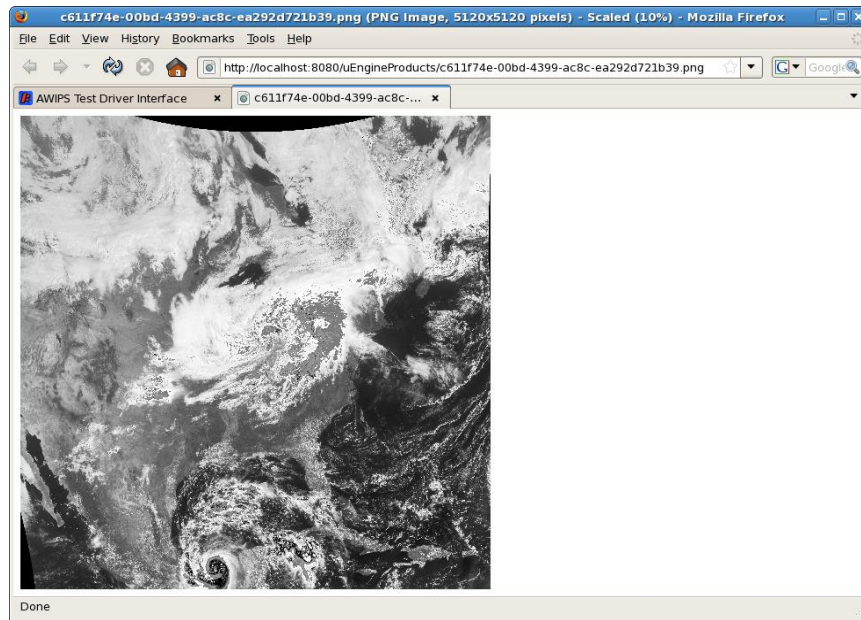 c611f74e-00bd-4399-ac8c-ea292d721b39.png (PNG Image, 5120x5120 pixels) - Scaled (10%) - Mozilla Firefox
File Edit View History Bookmarks Tools Help
http://localhost:8080/uEngineProducts/c611f74e-00bd-4399-ac8c-ea292d721b39.png G Google
AWIPS Test Driver Interface c611f74e-00bd-4399-ac8c-...
Done